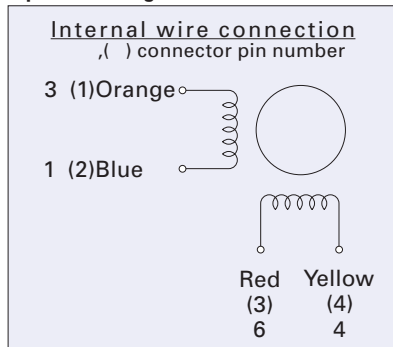 Internal wire connection
,( ) connector pin number
3 (1)Orange
1 (2)Blue
Red Yellow
(3) (4)
6 4